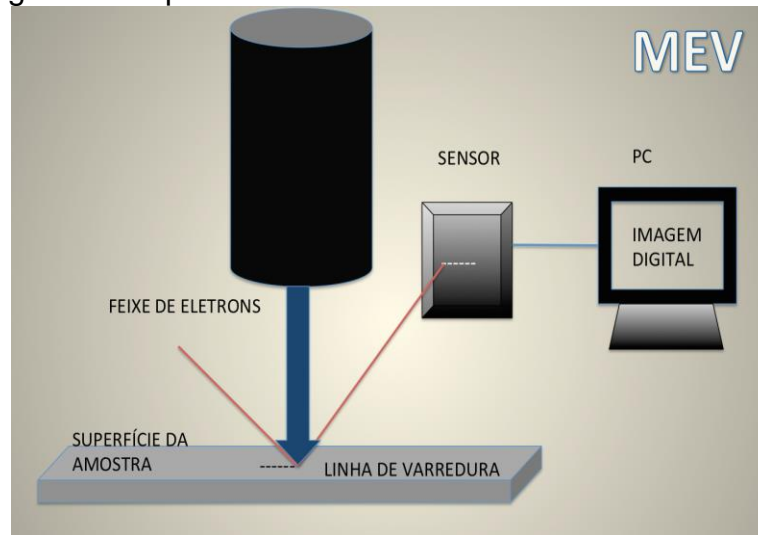 MEV
SENSOR
PC
IMAGEM
DIGITAL
FEIXE DE ELETRONS
SUPERFÍCIE DA
AMOSTRA
LINHA DE VARREDURA